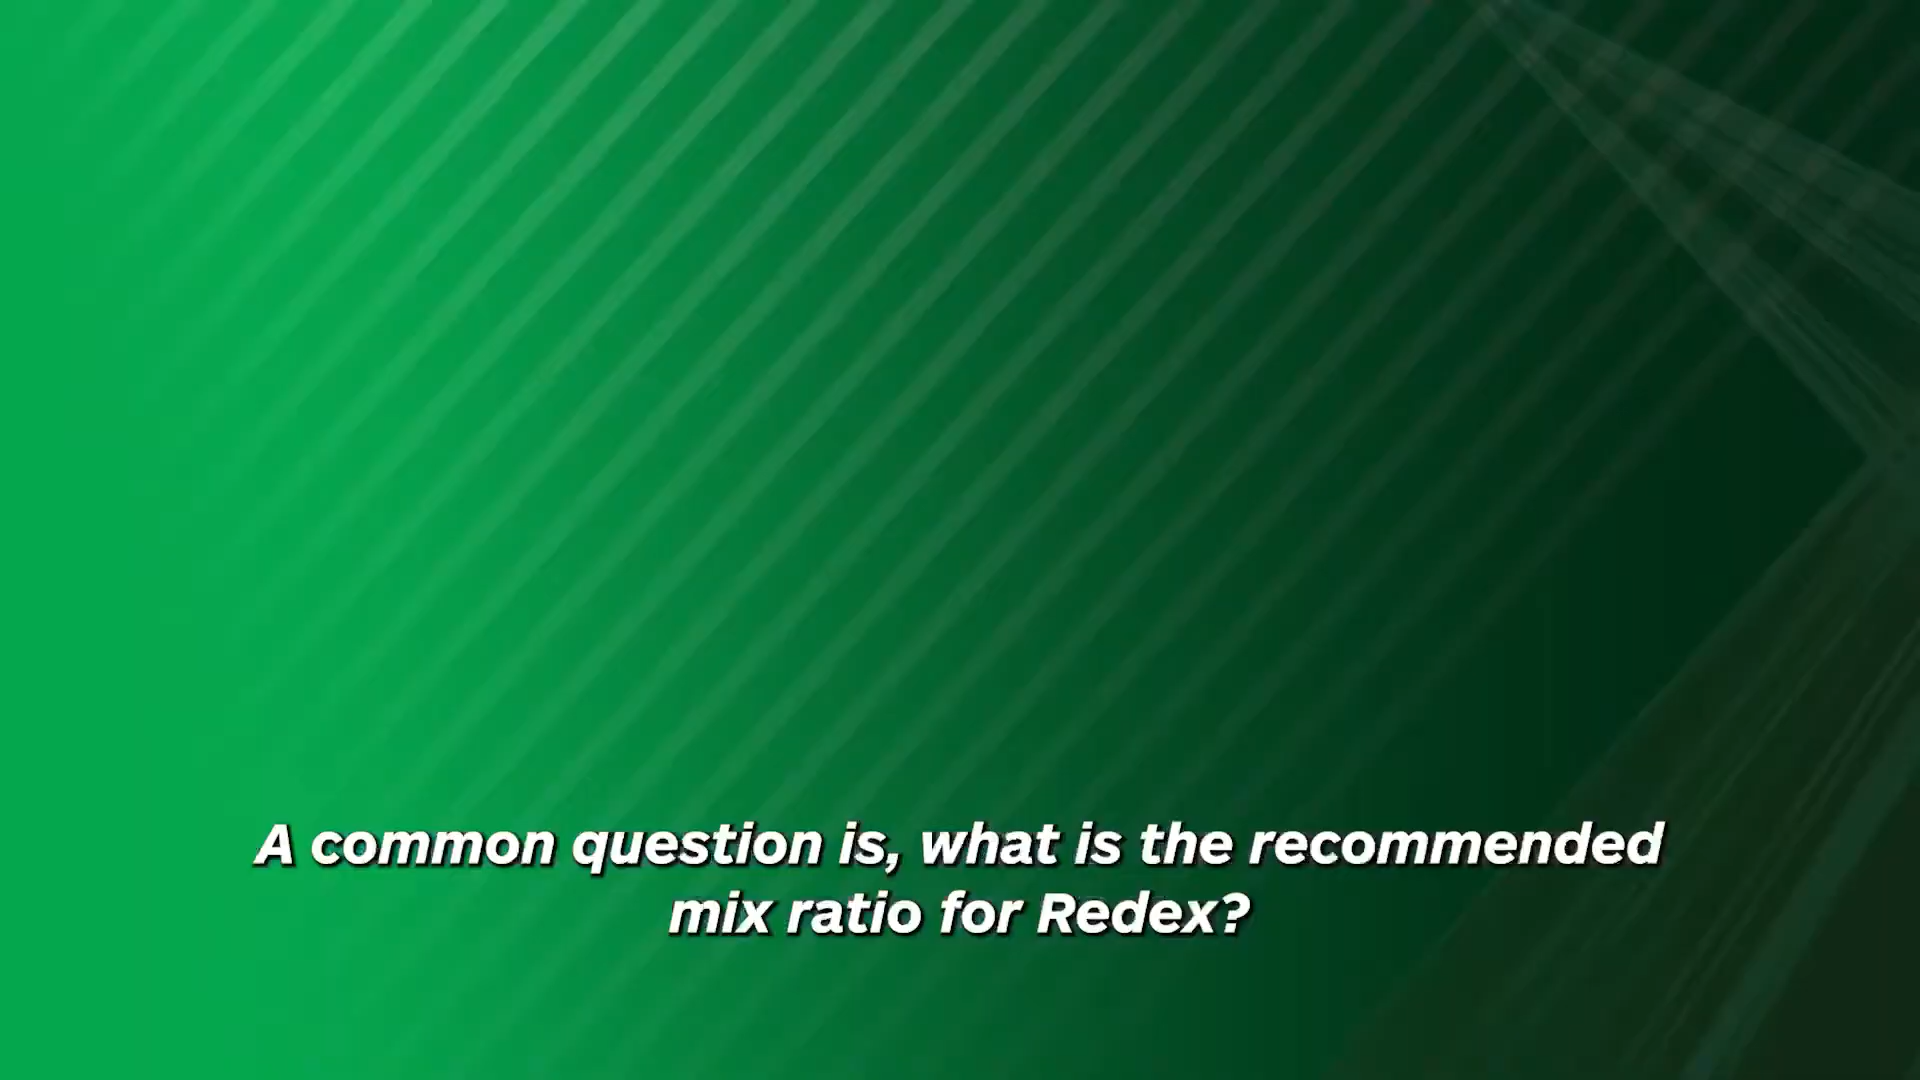 A common question is, what is the recommended
mix ratio for Redex?